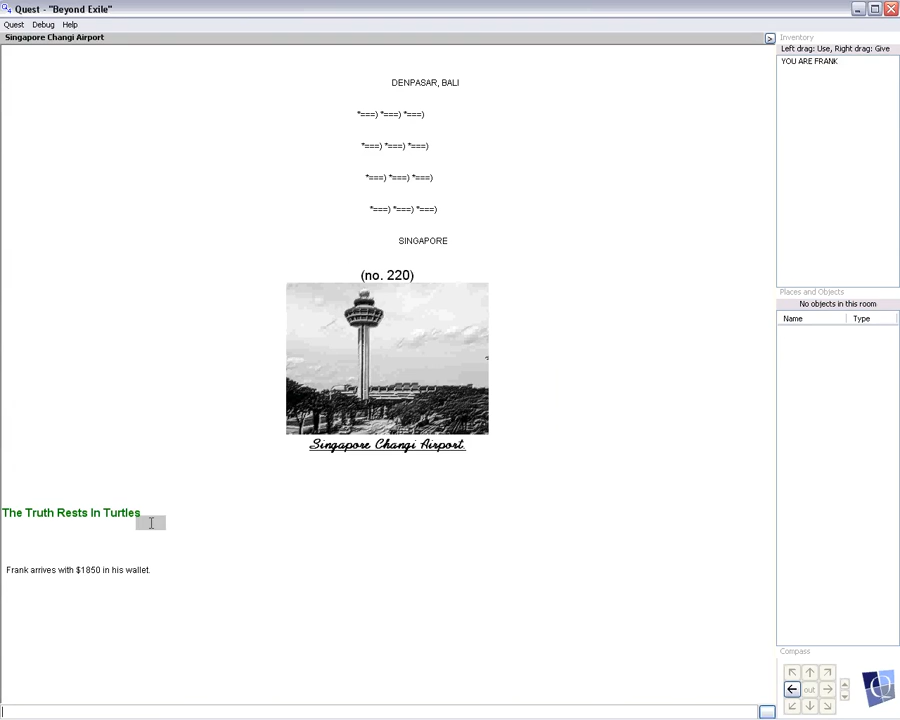 Quest - "Beyond Exile"
Quest Debug Help
Singapore Changi Airport
>
Inventory
Left drag: Use, Right drag: Give
YOU ARE FRANK
DENPASAR, BALI
*===) *===) *===)
*===) *===) *===)
*===) *===) *===)
*===) *===) *===)
SINGAPORE
(no. 220)
Singapore Changi Airport.
Places and Objects
No objects in this room
Name Type
The Truth Rests In Turtles
Frank arrives with $1850 in his wallet.
Compass
out